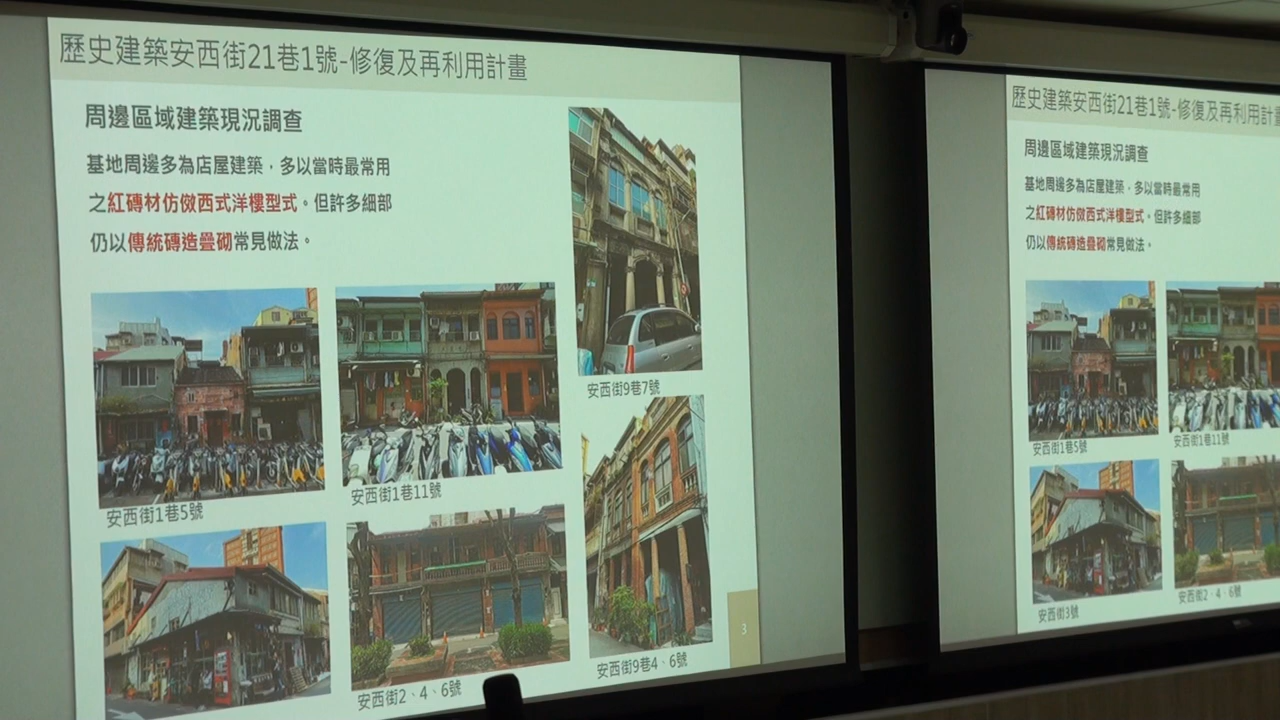 歷史建築安西街21巷1號-修復及再利用計畫
周邊區域建築現況調查
基地周邊多為店屋建築，多以當時最常用
之紅磚材仿傚西式洋樓型式。但許多細部
仍以傳統磚造疊砌常見做法。
安西街9巷7號
安西街1巷5號
安西街1巷11號
安西街2、4、6號
安西街9巷4、6號
3
歷史建築安西街21巷1號-修復及再利用計畫
周邊區域建築現況調查
基地周邊多為店屋建築，多以當時最常用
之紅磚材仿傚西式洋樓型式。但許多細部
仍以傳統磚造疊砌常見做法。
安西街1巷5號
安西街1巷11號
安西街3號
安西街2、4、6號